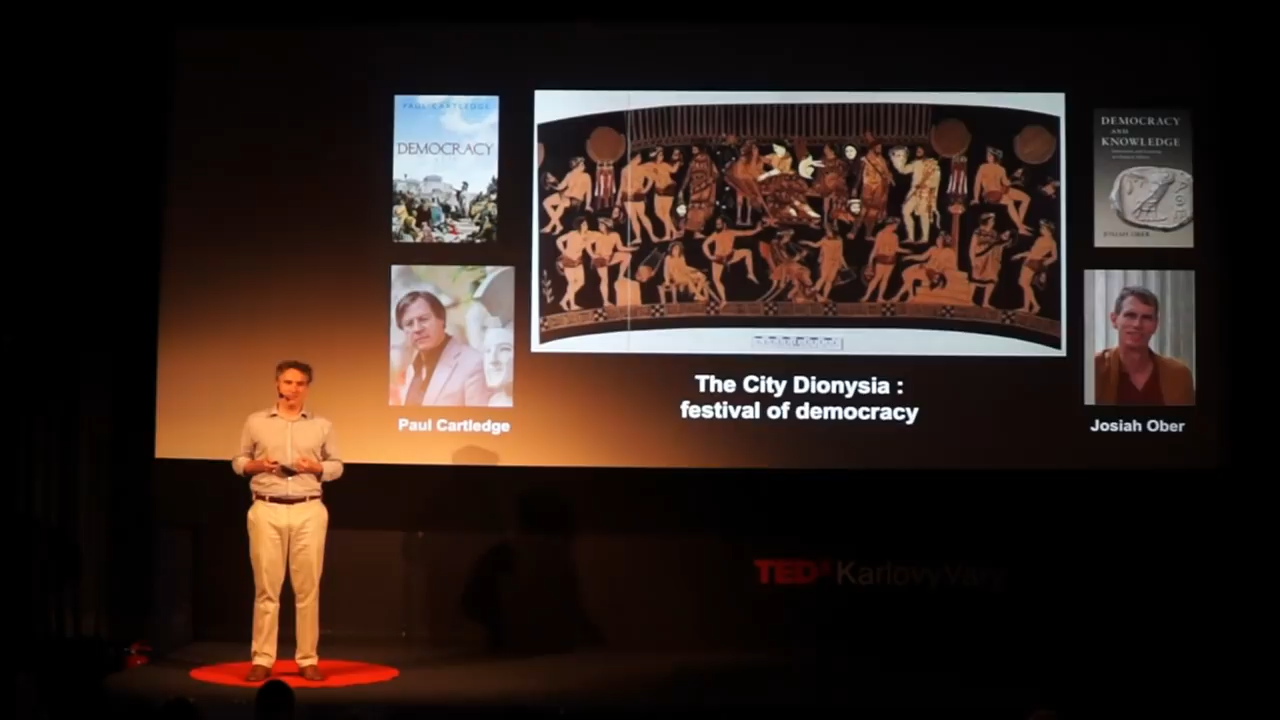 PAUL CARTLEDGE
DEMOCRACY
DEMOCRACY
AND
KNOWLEDGE
JOSIAH OBER
The City Dionysia :
festival of democracy
Paul Cartledge
Josiah Ober
TEDx KarlovyVary